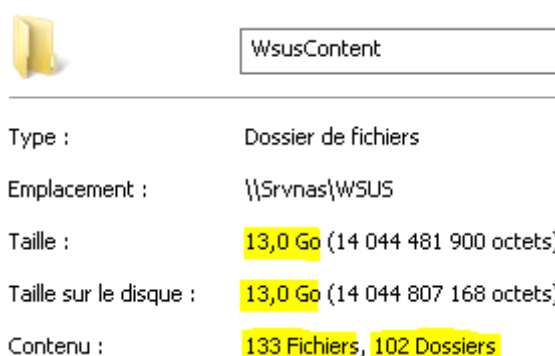 WsusContent
Type : Dossier de fichiers
Emplacement : \\Srvnas\WSUS
Taille : 13,0 Go (14 044 481 900 octets)
Taille sur le disque : 13,0 Go (14 044 807 168 octets)
Contenu : 133 Fichiers, 102 Dossiers